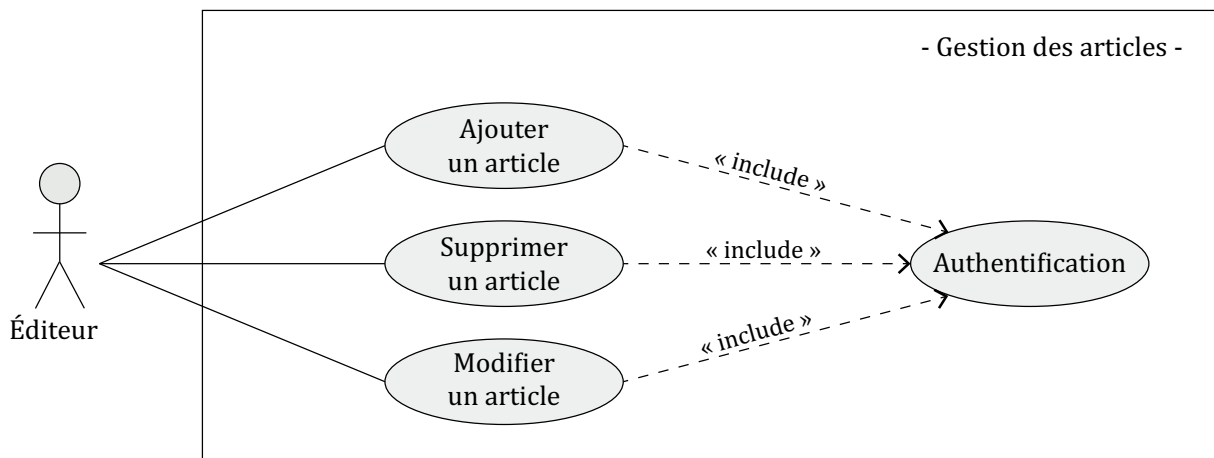 - Gestion des articles -
Ajouter
un article
« include »
Supprimer
un article
« include »
Authentification
Éditeur
Modifier
un article
« include »